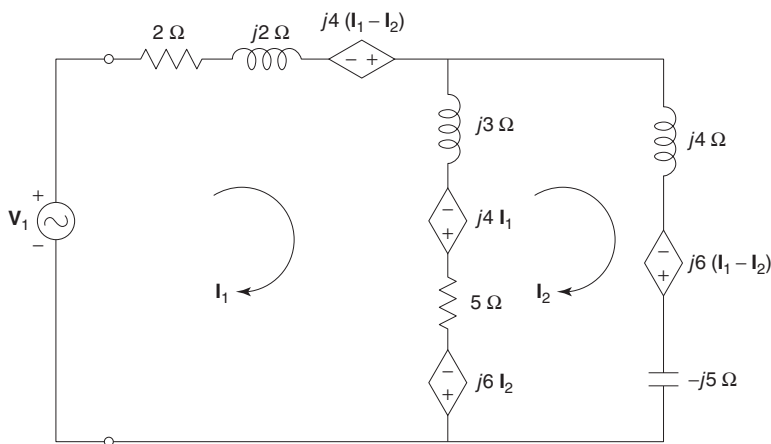 2 Ω
j2 Ω
j4 (I₁ – I₂)
– +
j3 Ω
j4 Ω
+
V₁
–
–
+
j4 I₁
–
+
j6 (I₁ – I₂)
I₁
5 Ω
I₂
–
+
j6 I₂
–j5 Ω